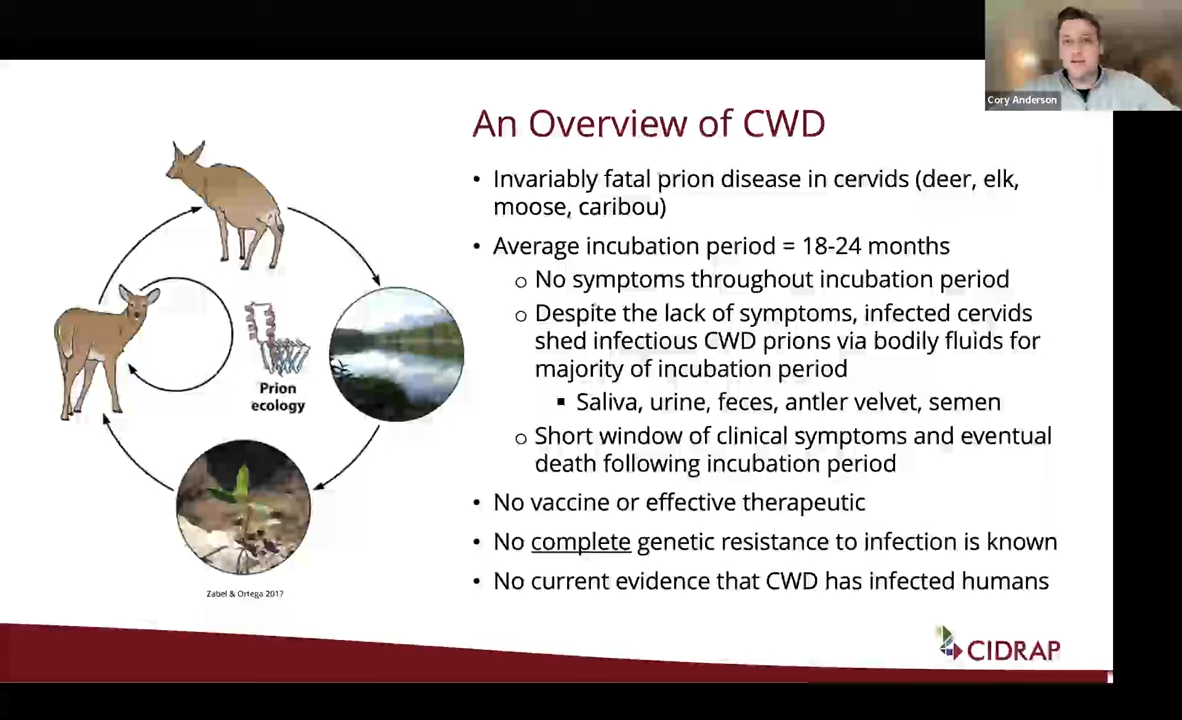 Cory Anderson
An Overview of CWD
• Invariably fatal prion disease in cervids (deer, elk,
moose, caribou)
• Average incubation period = 18-24 months
o No symptoms throughout incubation period
o Despite the lack of symptoms, infected cervids
shed infectious CWD prions via bodily fluids for
majority of incubation period
▪ Saliva, urine, feces, antler velvet, semen
o Short window of clinical symptoms and eventual
death following incubation period
• No vaccine or effective therapeutic
• No complete genetic resistance to infection is known
• No current evidence that CWD has infected humans
Prion
ecology
Zabel & Ortega 2017
CIDRAP